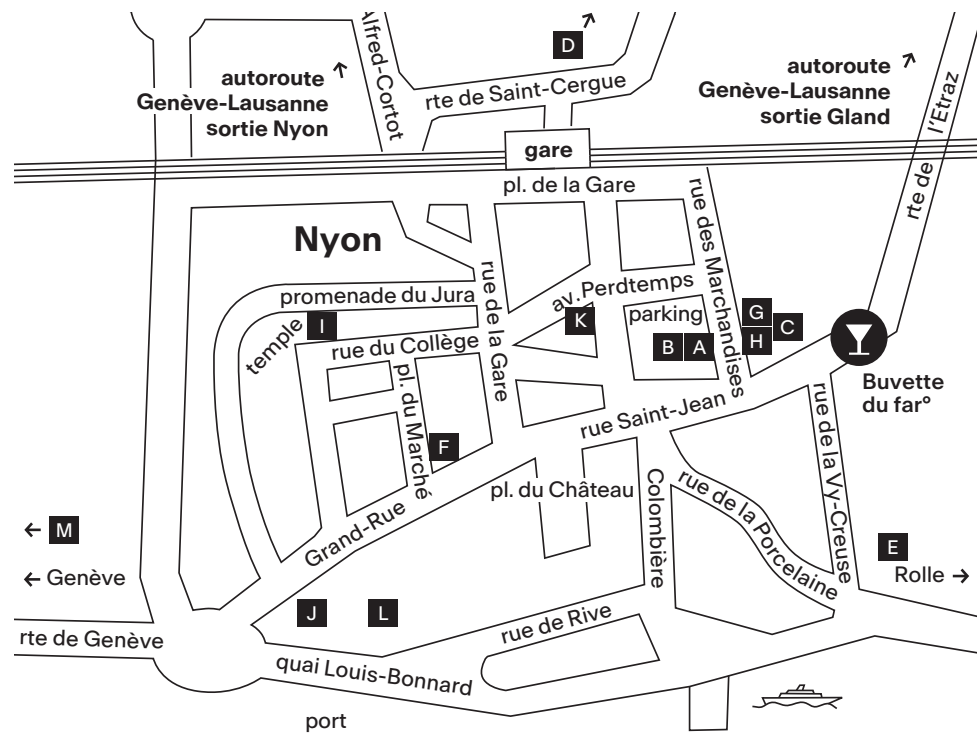 Alfred-Cortot
D
autoroute
Genève-Lausanne
sortie Nyon
rte de Saint-Cergue
autoroute
Genève-Lausanne
sortie Gland
rte de l'Etraz
gare
pl. de la Gare
rue des Marchandises
Nyon
rue de la Gare
promenade du Jura
av. Perdtemps
temple
I
K
parking
G
C
H
B
A
rue du Collège
pl. du Marché
Buvette
du far°
rue Saint-Jean
rue de la Vy-Creuse
F
pl. du Château
Colombière
rue de la Porcelaine
Grand-Rue
← M
← Genève
E
Rolle →
J
L
rte de Genève
rue de Rive
quai Louis-Bonnard
port